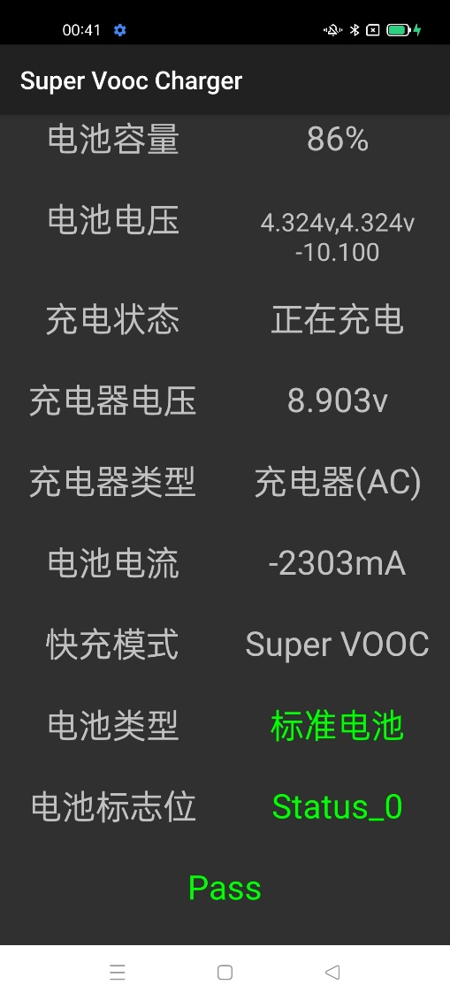 00:41
Super Vooc Charger
电池容量 86%
电池电压 4.324v,4.324v
-10.100
充电状态 正在充电
充电器电压 8.903v
充电器类型 充电器(AC)
电池电流 -2303mA
快充模式 Super VOOC
电池类型 标准电池
电池标志位 Status_0
Pass